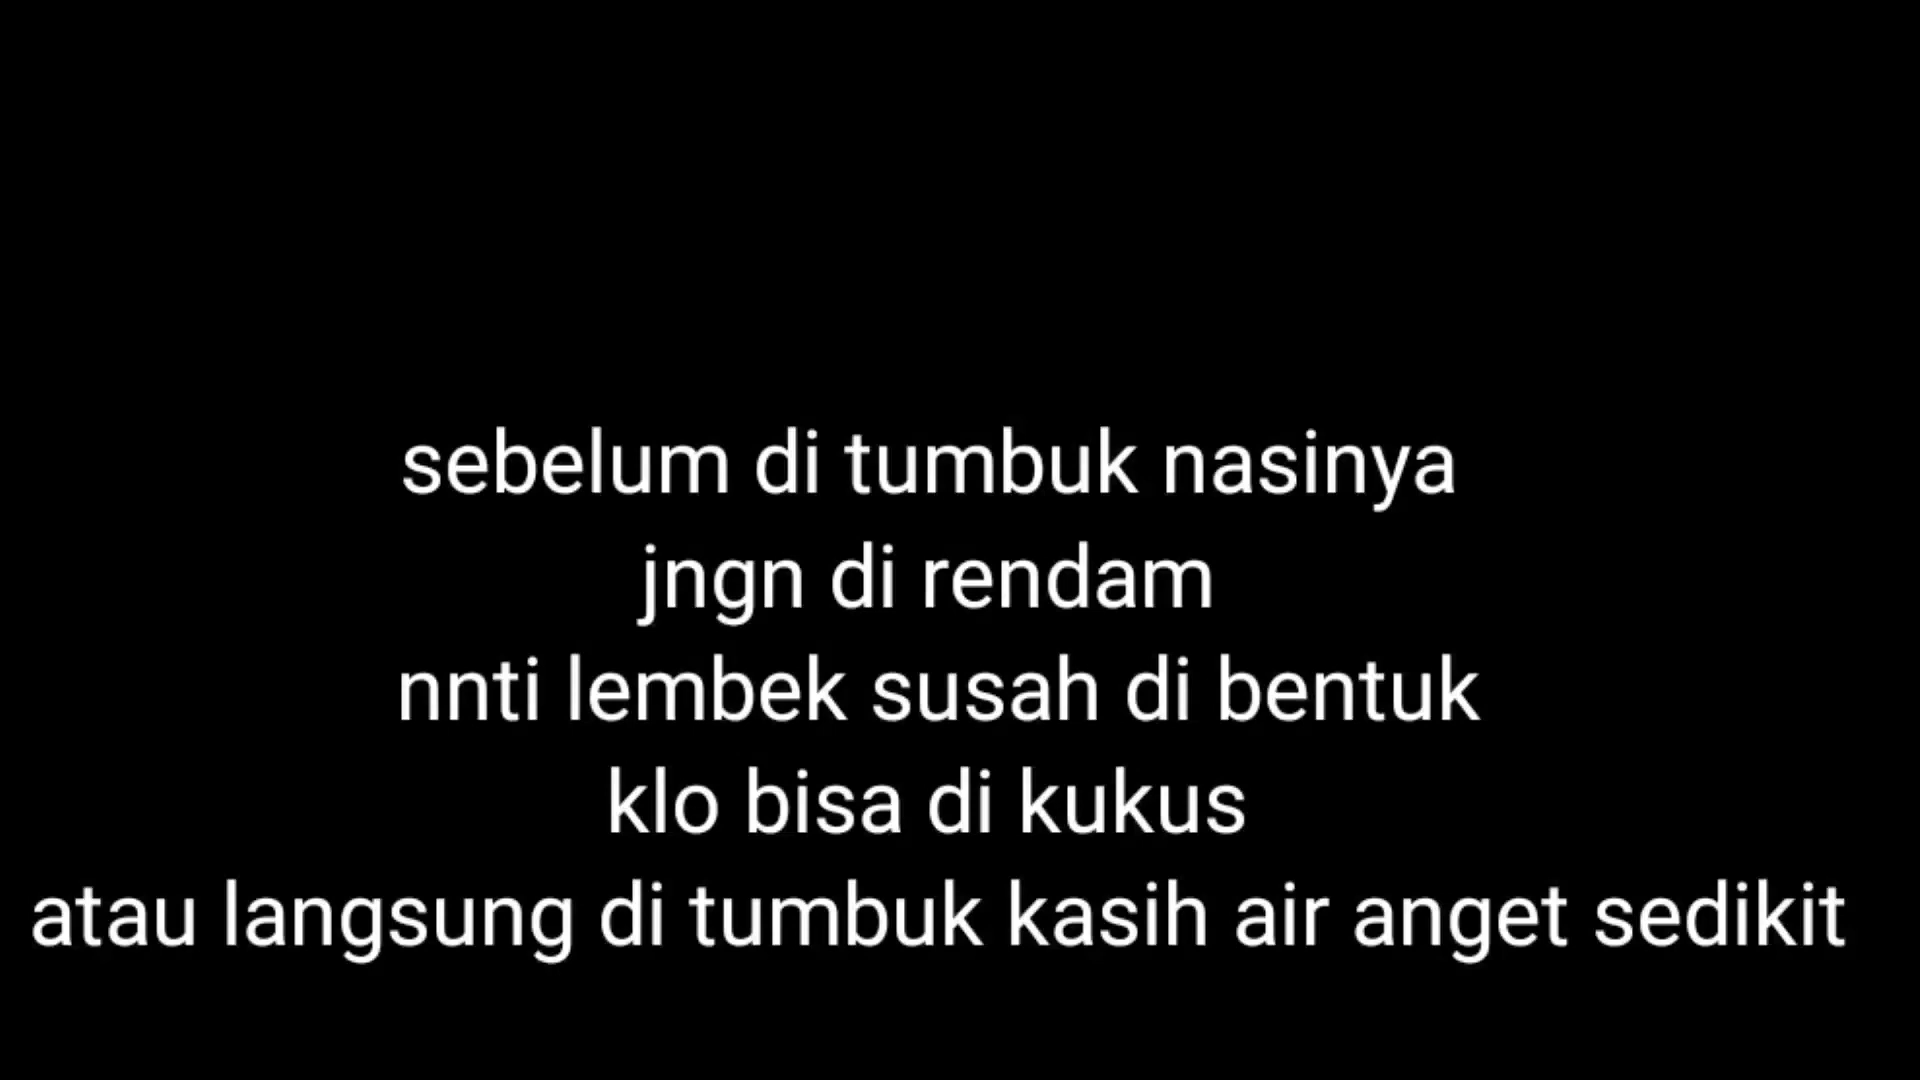 sebelum di tumbuk nasinya
jngn di rendam
nnti lembek susah di bentuk
klo bisa di kukus
atau langsung di tumbuk kasih air anget sedikit